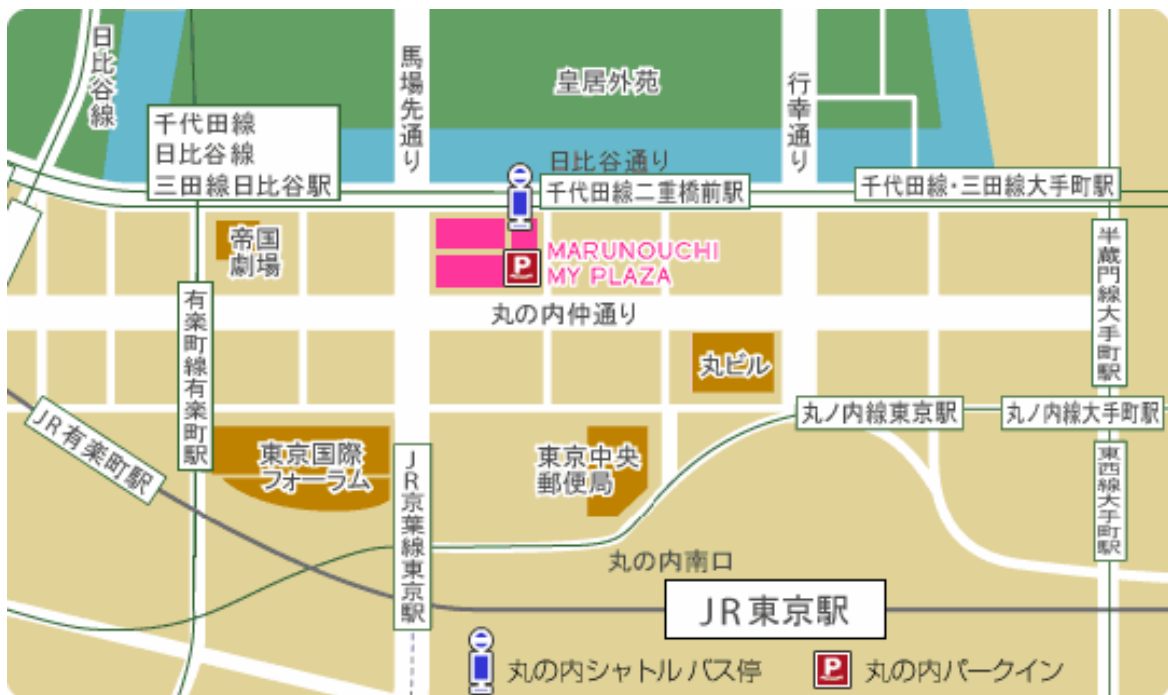 日比谷線
馬場先通り
皇居外苑
行幸通り
千代田線
日比谷線
三田線日比谷駅
日比谷通り
千代田線二重橋前駅
千代田線・三田線大手町駅
帝国
劇場
P
MARUNOUCHI
MY PLAZA
半蔵門線大手町駅
有楽町線有楽町駅
丸の内仲通り
丸ビル
丸ノ内線東京駅
丸ノ内線大手町駅
JR有楽町駅
東京国際
フォーラム
JR京葉線東京駅
東京中央
郵便局
東西線大手町駅
丸の内南口
JR東京駅
丸の内シャトルバス停
P
丸の内パークイン